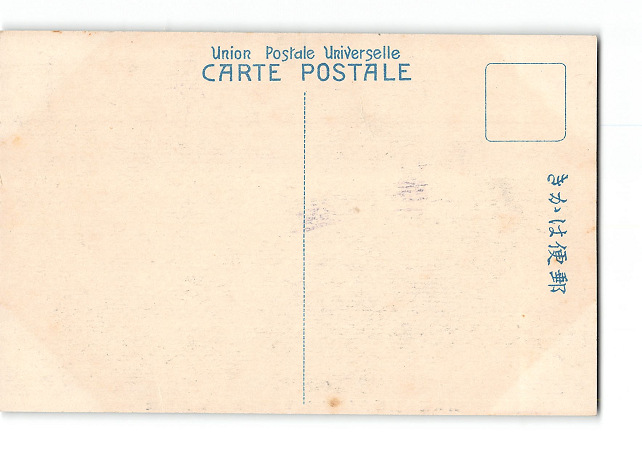 Union Postale Universelle
CARTE POSTALE
きかは便郵